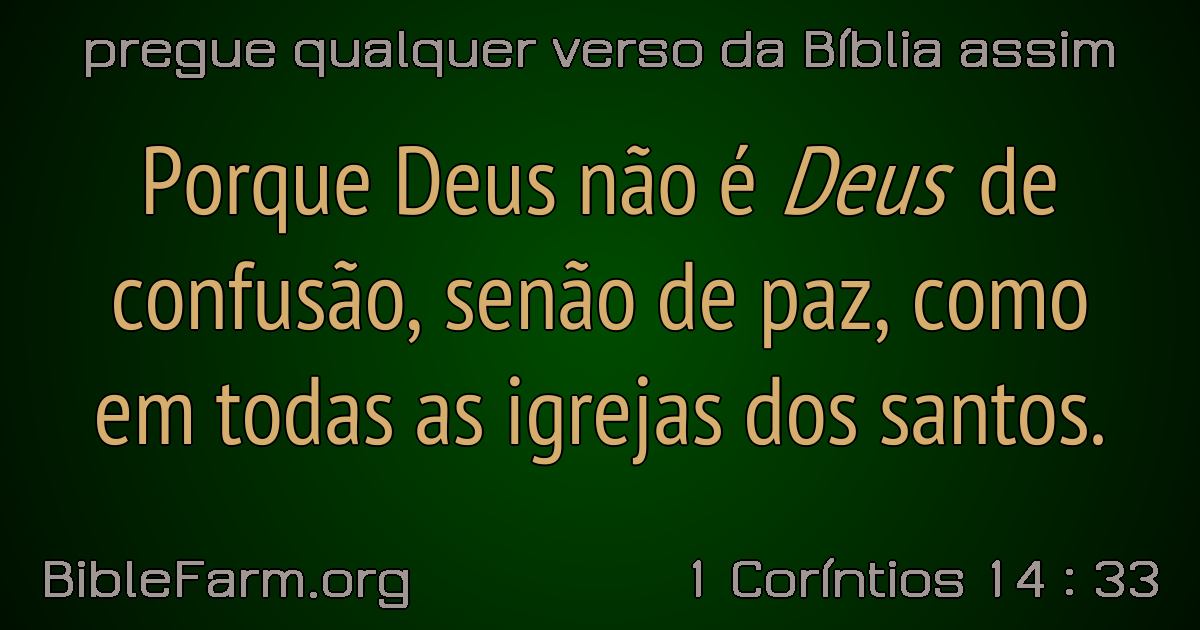 pregue qualquer verso da Bíblia assim
Porque Deus não é Deus de
confusão, senão de paz, como
em todas as igrejas dos santos.
BibleFarm.org
1 Coríntios 14 : 33